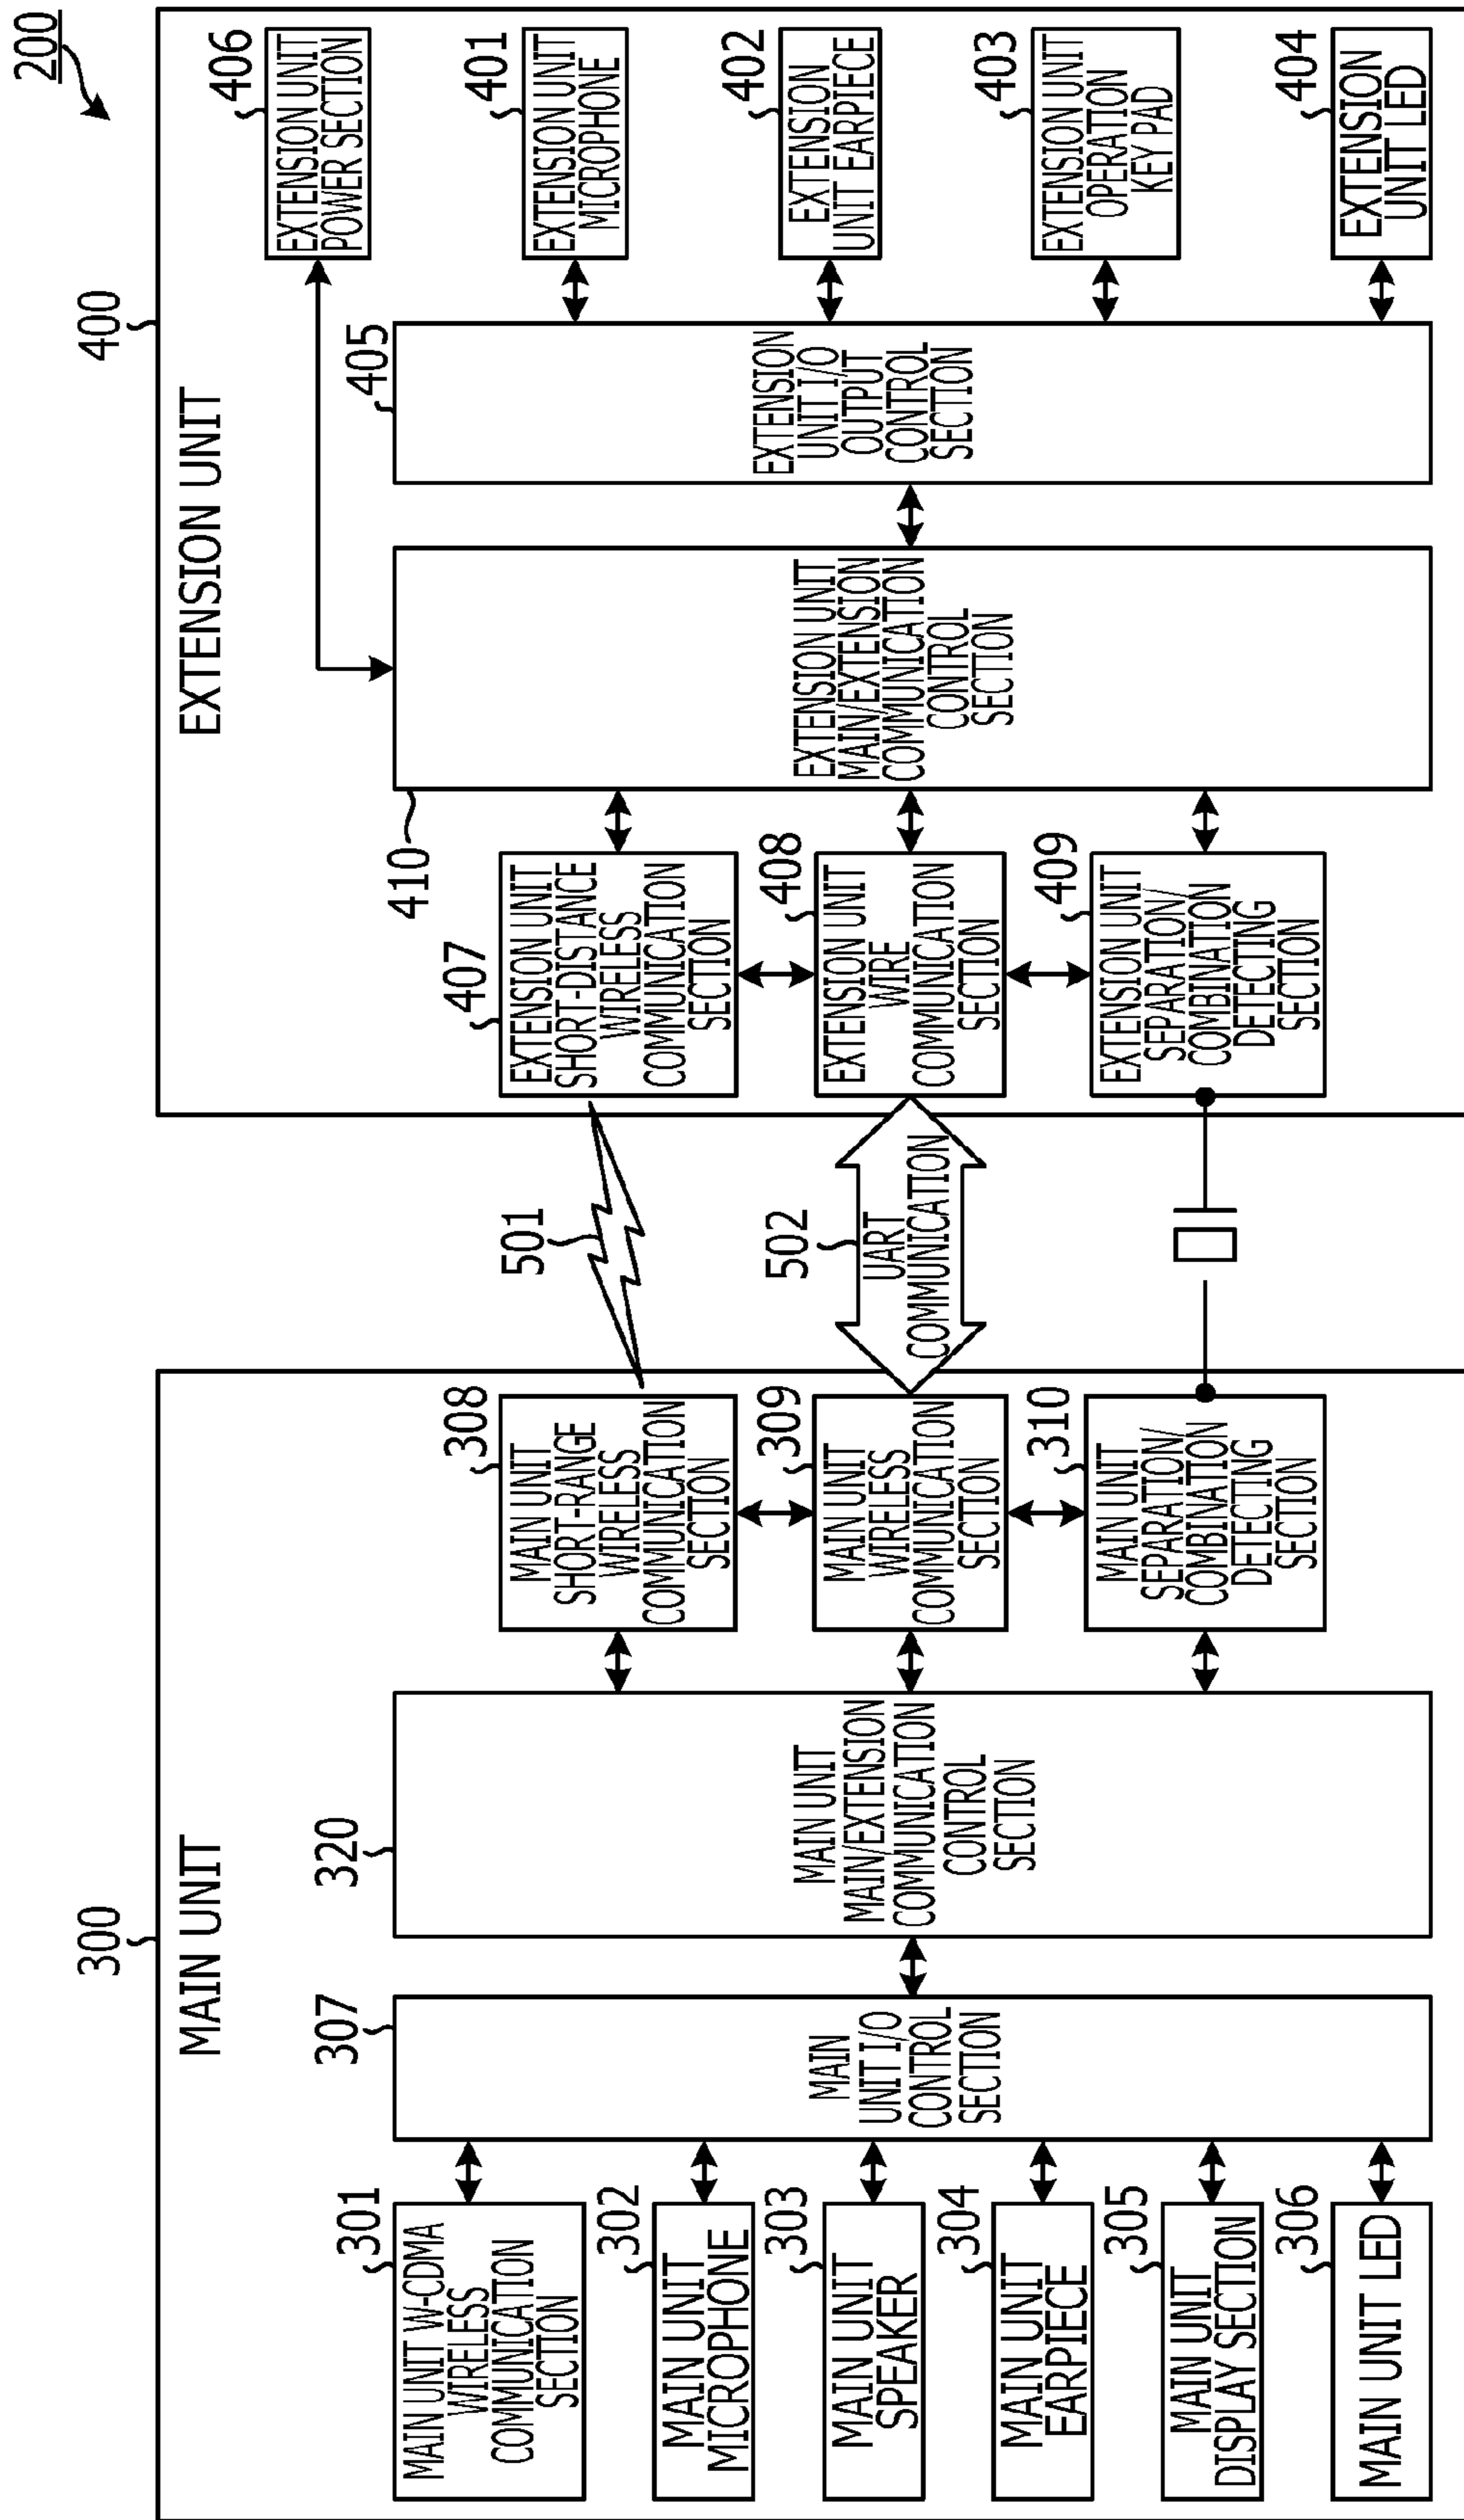 200
300
MAIN UNIT
301
MAIN UNIT W-CDMA
WIRELESS
COMMUNICATION
SECTION
302
MAIN UNIT
MICROPHONE
303
MAIN UNIT
SPEAKER
304
MAIN UNIT
EARPIECE
305
MAIN UNIT
DISPLAY SECTION
306
MAIN UNIT LED
307
MAIN
UNIT I/O
CONTROL
SECTION
320
MAIN UNIT
MAIN/EXTENSION
COMMUNICATION
CONTROL
SECTION
308
MAIN UNIT
SHORT-RANGE
WIRELESS
COMMUNICATION
SECTION
309
MAIN UNIT
WIRELESS
COMMUNICATION
SECTION
310
MAIN UNIT
SEPARATION/
COMBINATION
DETECTING
SECTION
501
502
UART
COMMUNICATION
400
EXTENSION UNIT
407
EXTENSION UNIT
SHORT-DISTANCE
WIRELESS
COMMUNICATION
SECTION
408
EXTENSION UNIT
WIRE
COMMUNICATION
SECTION
409
EXTENSION UNIT
SEPARATION/
COMBINATION
DETECTING
SECTION
410
EXTENSION UNIT
MAIN/EXTENSION
COMMUNICATION
CONTROL
SECTION
405
EXTENSION
UNIT I/O
OUTPUT
CONTROL
SECTION
406
EXTENSION UNIT
POWER SECTION
401
EXTENSION UNIT
MICROPHONE
402
EXTENSION
UNIT EARPIECE
403
EXTENSION UNIT
OPERATION
KEY PAD
404
EXTENSION
UNIT LED